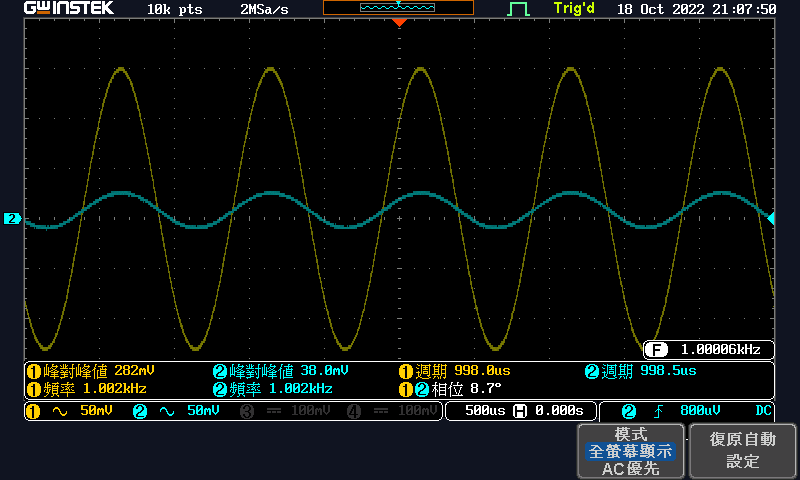 GWINSTEK 10k pts 2MSa/s Trig'd 18 Oct 2022 21:07:50
2
F 1.00006kHz
1 峰對峰値 282mV 2 峰對峰値 38.0mV 1 週期 998.0us 2 週期 998.5us
1 頻率 1.002kHz 2 頻率 1.002kHz 1 2 相位 8.7°
1 50mV 2 50mV 3 100mV 4 100mV 500us H 0.000s 2 800uV DC
模式
全螢幕顯示
AC優先
復原自動
設定